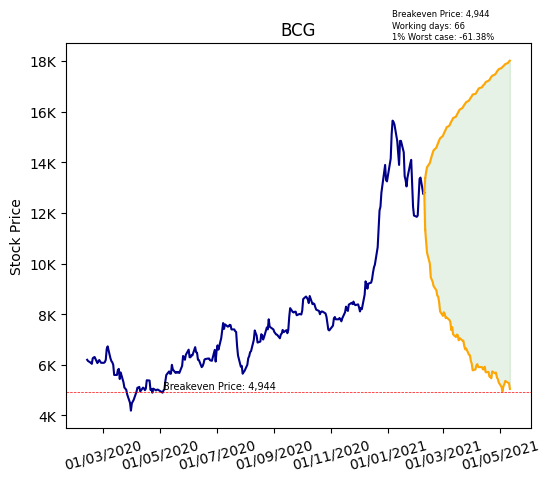 Breakeven Price: 4,944
Working days: 66
1% Worst case: -61.38%
BCG
Stock Price
18K
16K
14K
12K
10K
8K
6K
4K
Breakeven Price: 4,944
01/03/2020
01/05/2020
01/07/2020
01/09/2020
01/11/2020
01/01/2021
01/03/2021
01/05/2021